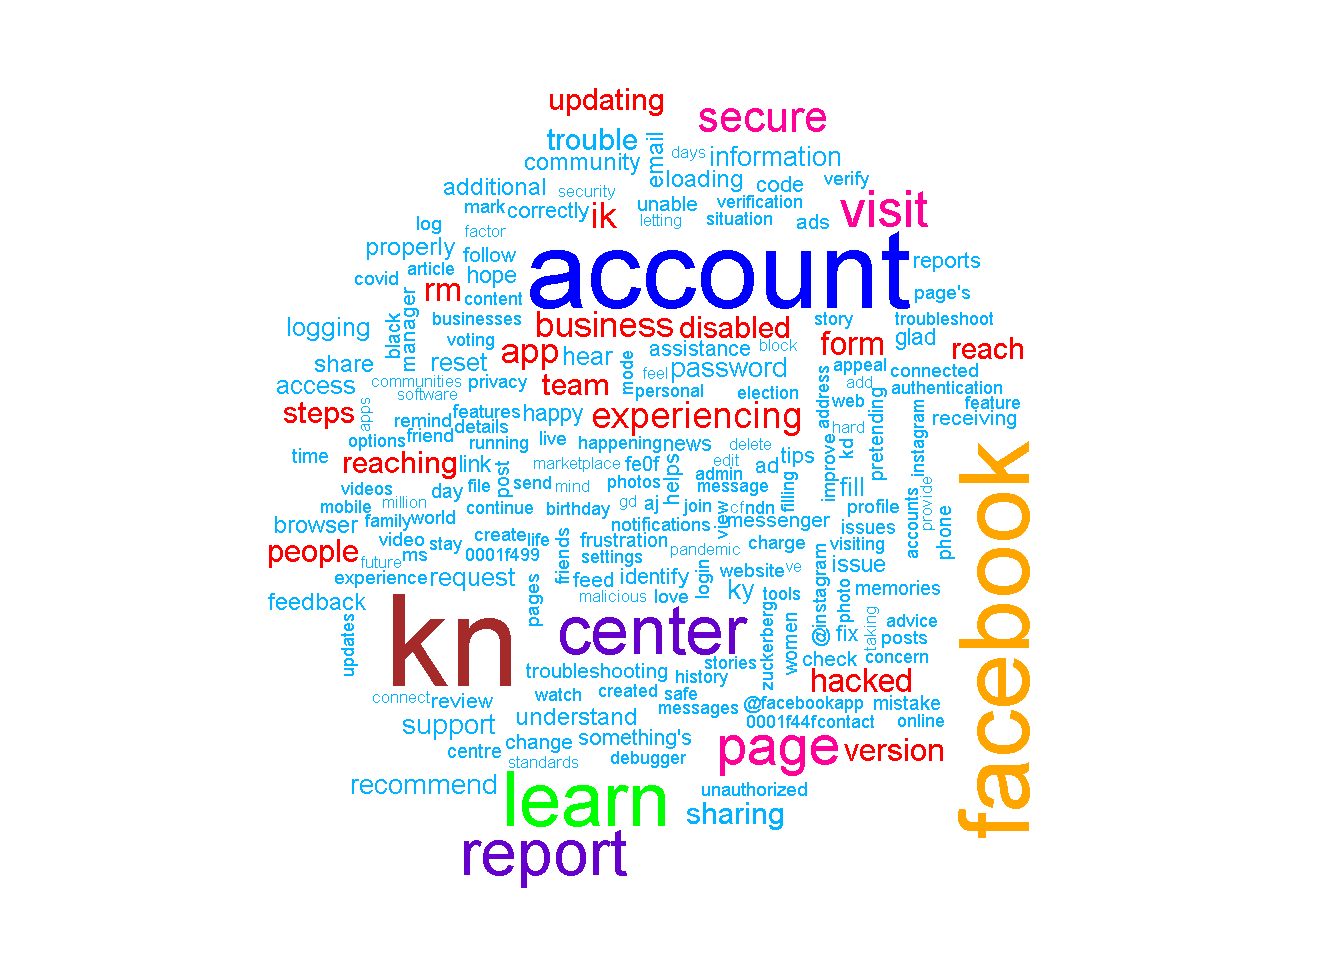 updating
secure
trouble
email
days
information
community
loading
code
verify
additional
security
unable
verification
mark
correctly
ik
letting
situation
ads
visit
log
factor
properly
follow
account
reports
covid
article
hope
rm
content
page's
manager
logging
black
businesses
business
disabled
story
troubleshoot
voting
app
hear
mode
assistance
block
form
glad
reach
share
reset
feel
password
address
appeal
connected
access
communities
privacy
team
personal
election
add
authentication
software
web
feature
steps
apps
remind
features
happy
experiencing
hard
pretending
instagram
receiving
details
options
friend
running
live
happening
news
delete
improve
kd
time
reaching
link
post
marketplace
fe0f
helps
edit
ad
tips
admin
videos
day
file
send
mind
photos
message
filling
fill
provide
mobile
million
continue
birthday
gd
aj
join
view
cf
ndn
profile
accounts
phone
browser
family
world
notifications
messenger
issues
video
stay
create
life
frustration
charge
visiting
people
future
ms
0001f499
friends
settings
pandemic
issue
experience
request
feed
identify
login
website
ve
facebook
feedback
pages
malicious
love
ky
tools
@instagram
photo
memories
updates
kn
center
zuckerberg
women
fix
taking
advice
posts
troubleshooting
stories
check
concern
history
hacked
connect
review
watch
created
safe
messages
@facebookapp
mistake
support
understand
0001f44f
contact
online
centre
change
something's
debugger
page
version
standards
recommend
learn
unauthorized
sharing
report